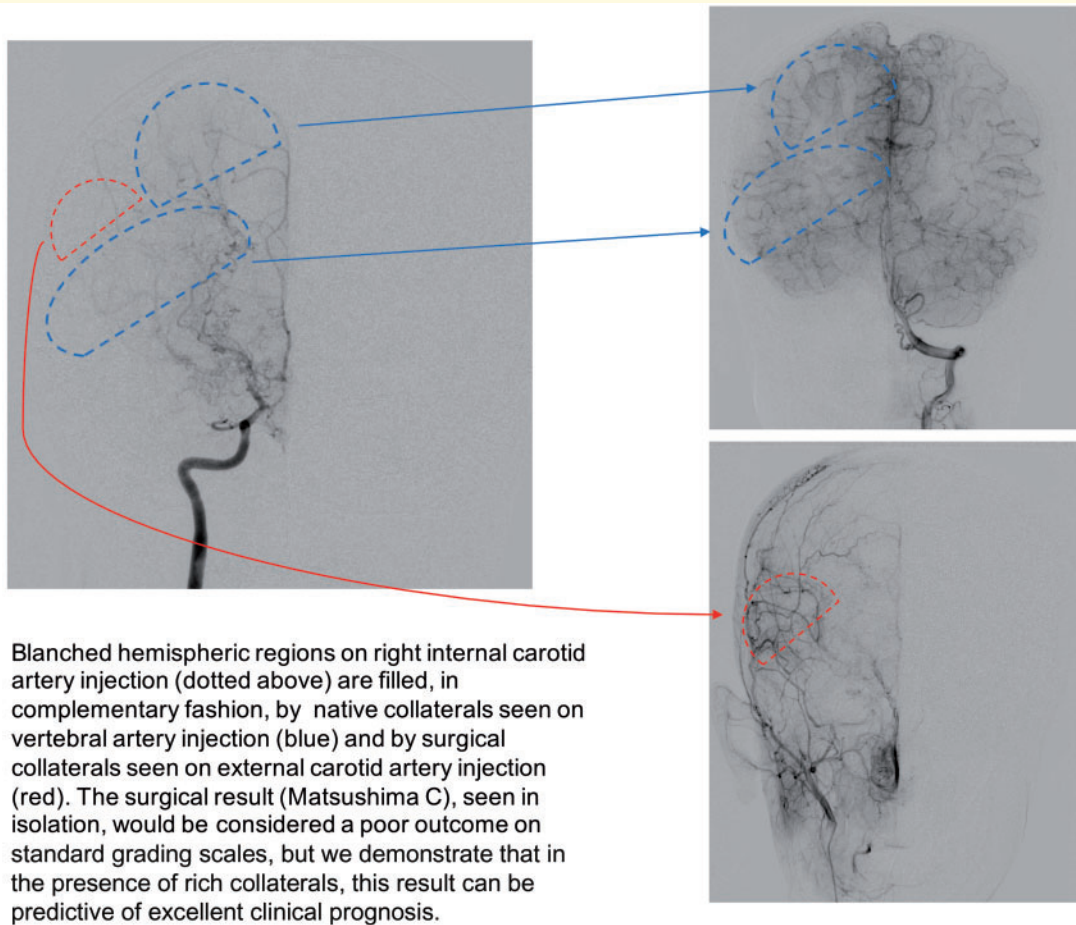 Blanched hemispheric regions on right internal carotid
artery injection (dotted above) are filled, in
complementary fashion, by native collaterals seen on
vertebral artery injection (blue) and by surgical
collaterals seen on external carotid artery injection
(red). The surgical result (Matsushima C), seen in
isolation, would be considered a poor outcome on
standard grading scales, but we demonstrate that in
the presence of rich collaterals, this result can be
predictive of excellent clinical prognosis.